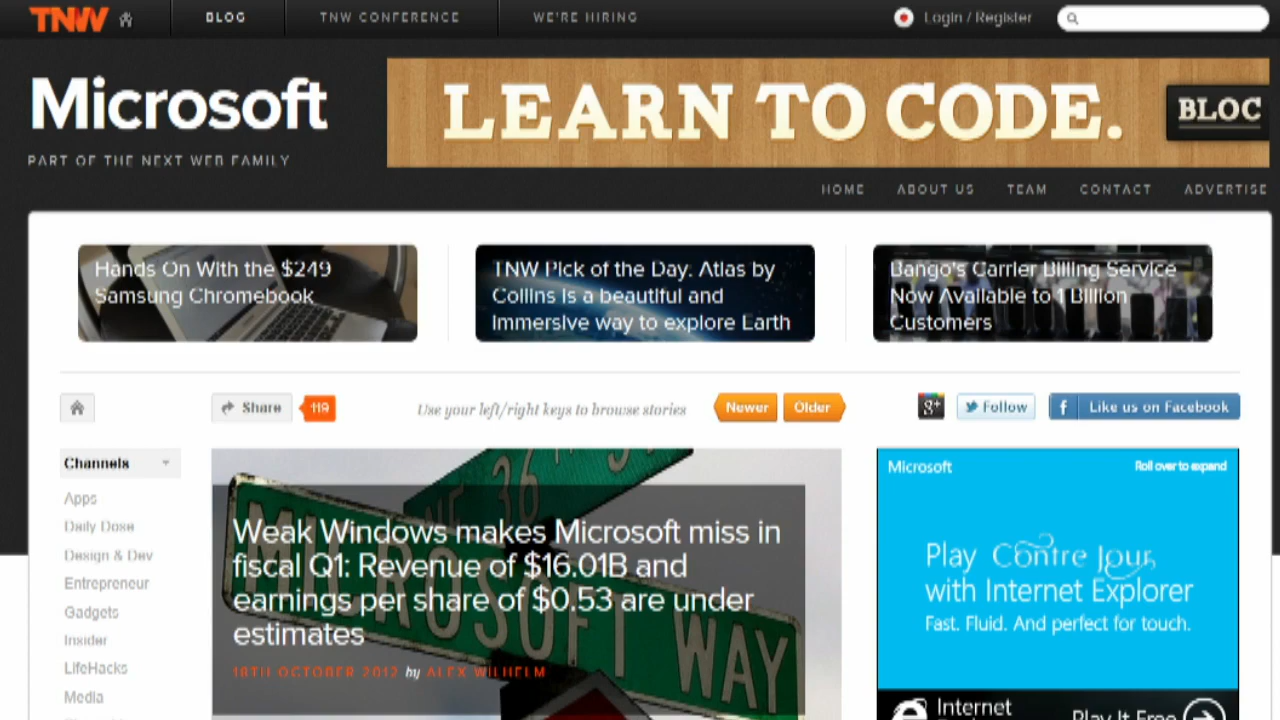 TNW BLOG TNW CONFERENCE WE'RE HIRING Login / Register
Microsoft
PART OF THE NEXT WEB FAMILY
LEARN TO CODE. BLOC
HOME ABOUT US TEAM CONTACT ADVERTISE
Hands On With the $249
Samsung Chromebook
TNW Pick of the Day: Atlas by
Collins is a beautiful and
immersive way to explore Earth
Bango's Carrier Billing Service
Now Available to 1 Billion
Customers
Share 119 Use your left/right keys to browse stories Newer Older g+ Follow f Like us on Facebook
Channels
Apps
Daily Dose
Design & Dev
Entrepreneur
Gadgets
Insider
LifeHacks
Media
NE 36th ST
MICROSOFT WAY
Weak Windows makes Microsoft miss in
fiscal Q1: Revenue of $16.01B and
earnings per share of $0.53 are under
estimates
18TH OCTOBER 2012 by ALEX WILHELM
Microsoft Roll over to expand
Play Contre Jour
with Internet Explorer
Fast. Fluid. And perfect for touch.
Internet
Play It Free